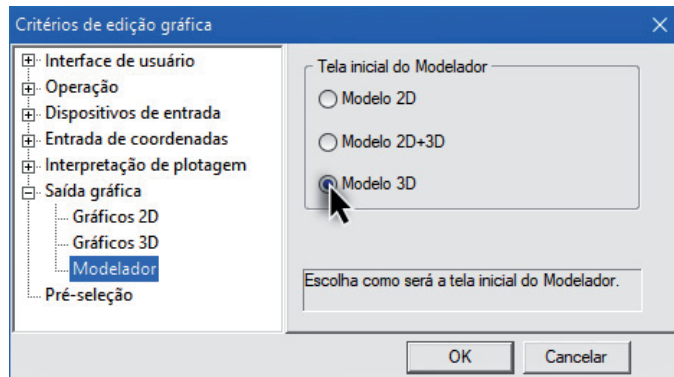 Critérios de edição gráfica
Interface de usuário
Operação
Dispositivos de entrada
Entrada de coordenadas
Interpretação de plotagem
Saída gráfica
Gráficos 2D
Gráficos 3D
Modelador
Pré-seleção
Tela inicial do Modelador
Modelo 2D
Modelo 2D+3D
Modelo 3D
Escolha como será a tela inicial do Modelador.
OK
Cancelar